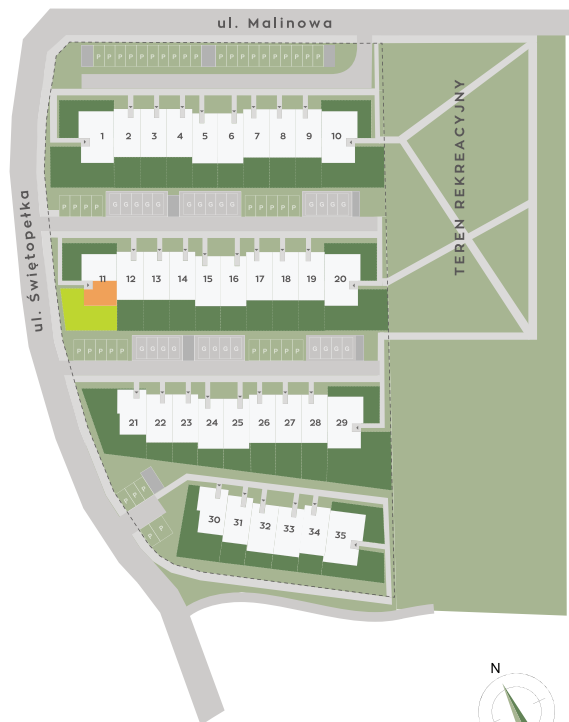 ul. Malinowa
P P P P P P P P P P P P P P P P P P P P
1 2 3 4 5 6 7 8 9 10
TEREN REKREACYJNY
ul. Świętopełka
P P P P G G G G G G G G G G P P P P P G G G G
11 12 13 14 15 16 17 18 19 20
P P P P P G G G G G G G G P P P P P G G G G
21 22 23 24 25 26 27 28 29
P P P
30 31 32 33 34 35
P P
N